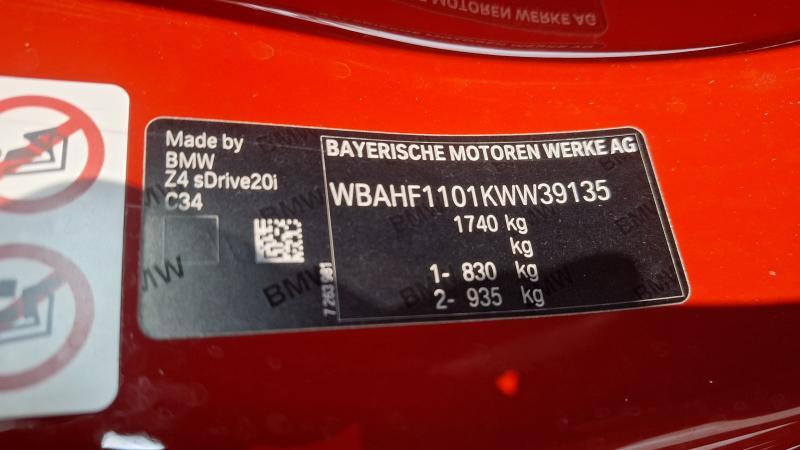 MOTOREN WERKE AG
Made by
BMW
Z4 sDrive20i
C34
BAYERISCHE MOTOREN WERKE AG
WBAHF1101KWW39135
1740 kg
kg
1- 830 kg
2- 935 kg